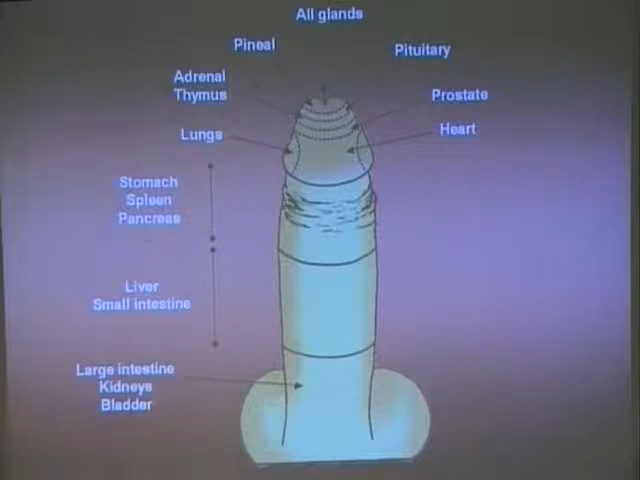 All glands
Pineal
Pituitary
Adrenal
Thymus
Prostate
Lungs
Heart
Stomach
Spleen
Pancreas
Liver
Small intestine
Large intestine
Kidneys
Bladder